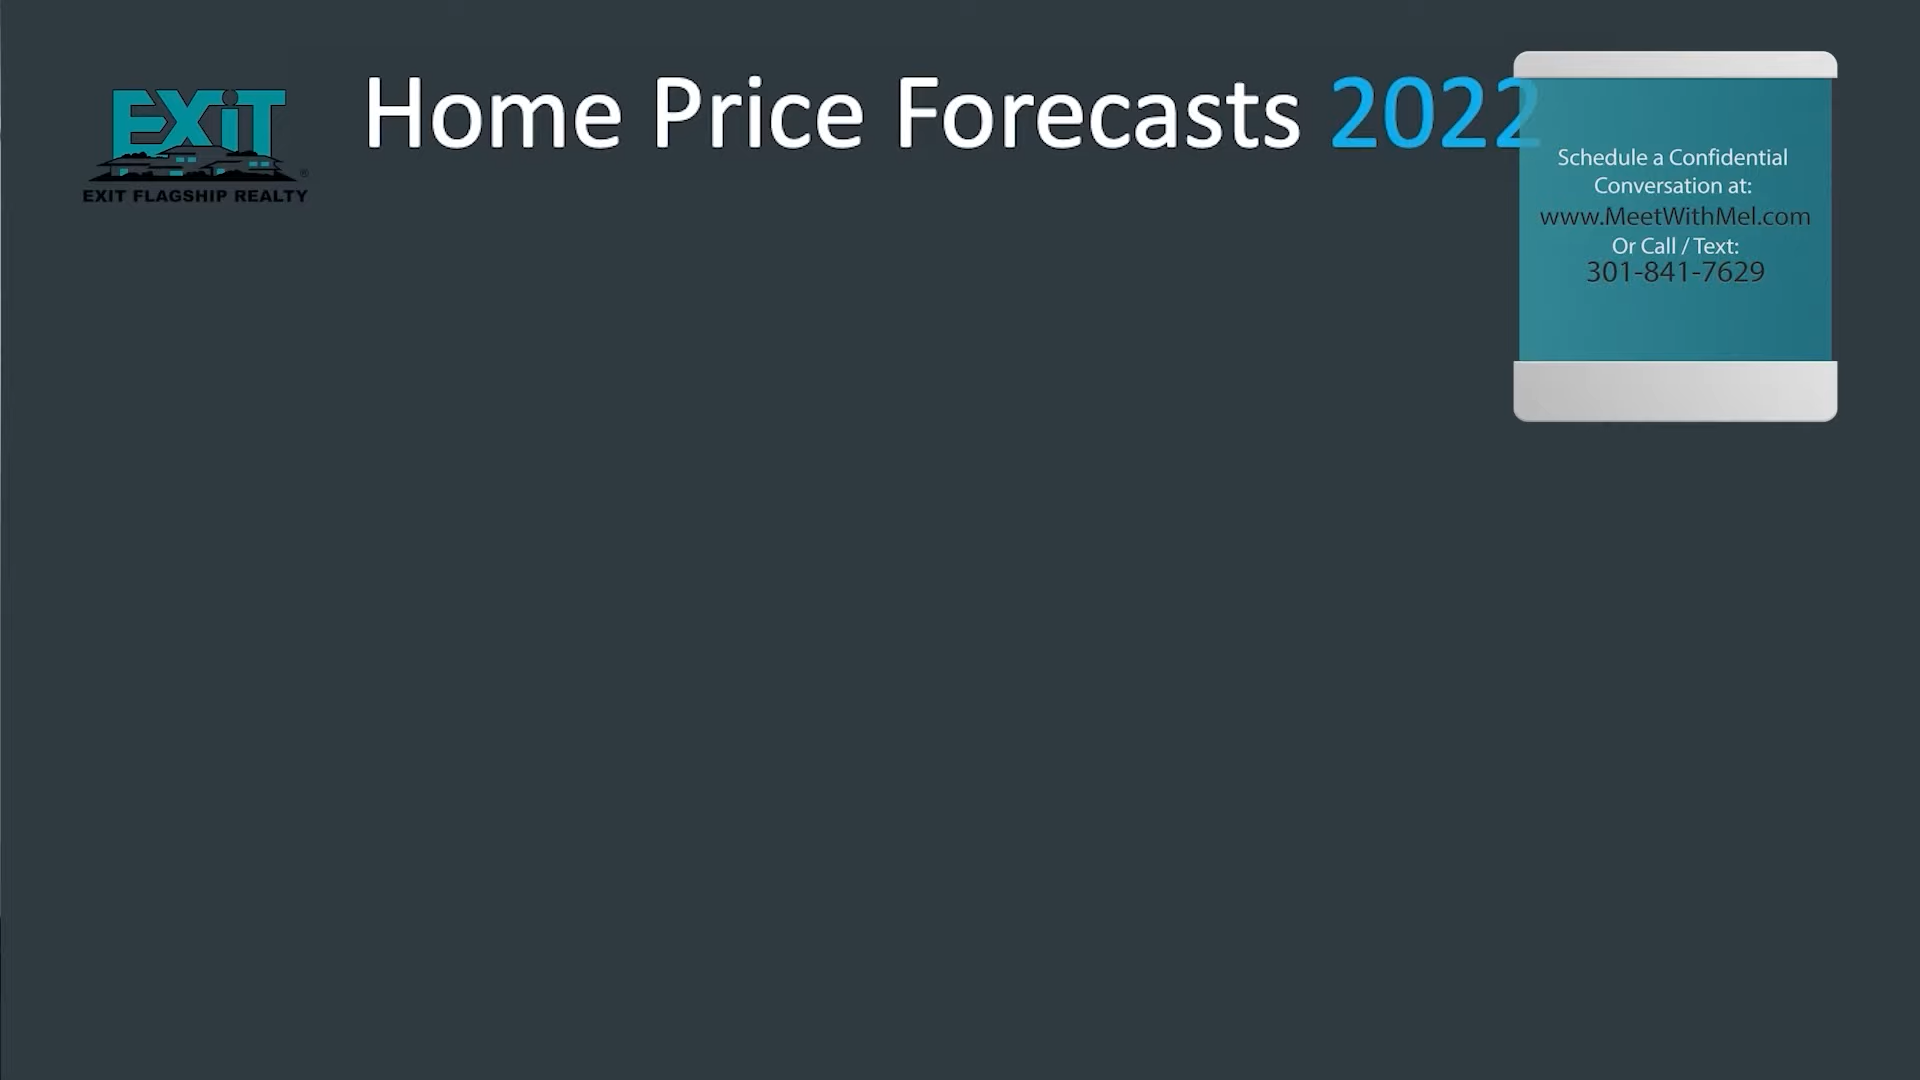 EXIT
EXIT FLAGSHIP REALTY
Home Price Forecasts 2022
Schedule a Confidential
Conversation at:
www.MeetWithMel.com
Or Call / Text:
301-841-7629